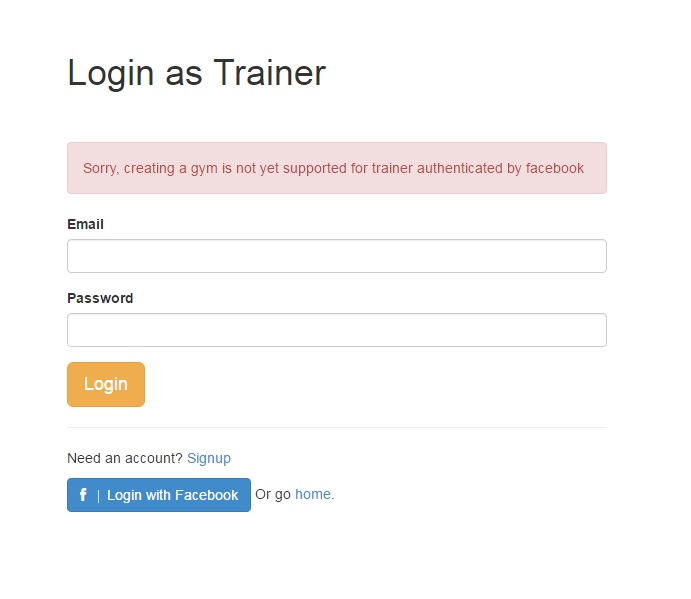 Login as Trainer
Sorry, creating a gym is not yet supported for trainer authenticated by facebook
Email
Password
Login
Need an account? Signup
f | Login with Facebook Or go home.